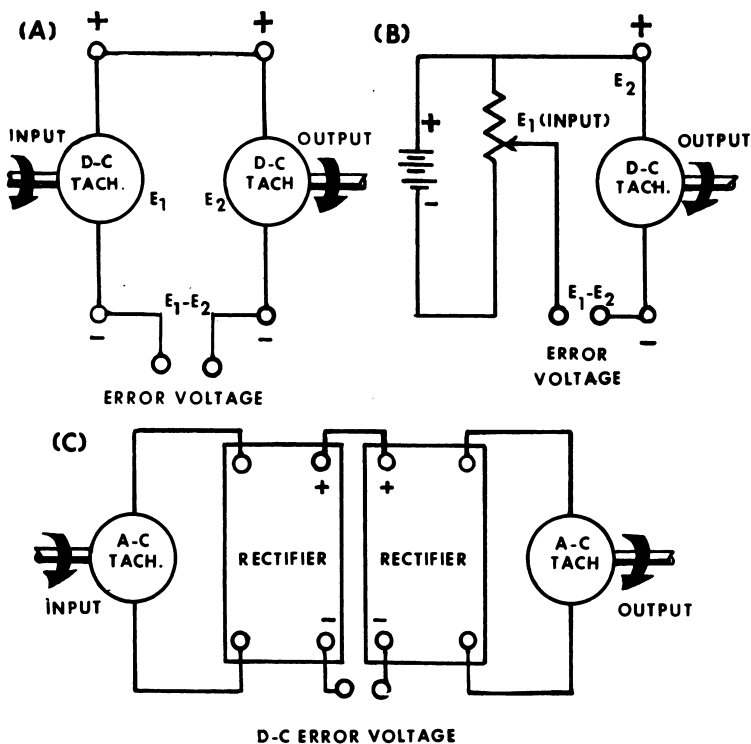 (A)
+
+
INPUT
D-C
TACH.
E1
E2
D-C
TACH
OUTPUT
-
E1-E2
-
ERROR VOLTAGE
(B)
+
E2
+
E1 (INPUT)
-
D-C
TACH.
OUTPUT
E1-E2
-
ERROR
VOLTAGE
(C)
A-C
TACH.
INPUT
+
RECTIFIER
-
+
RECTIFIER
-
A-C
TACH
OUTPUT
D-C ERROR VOLTAGE